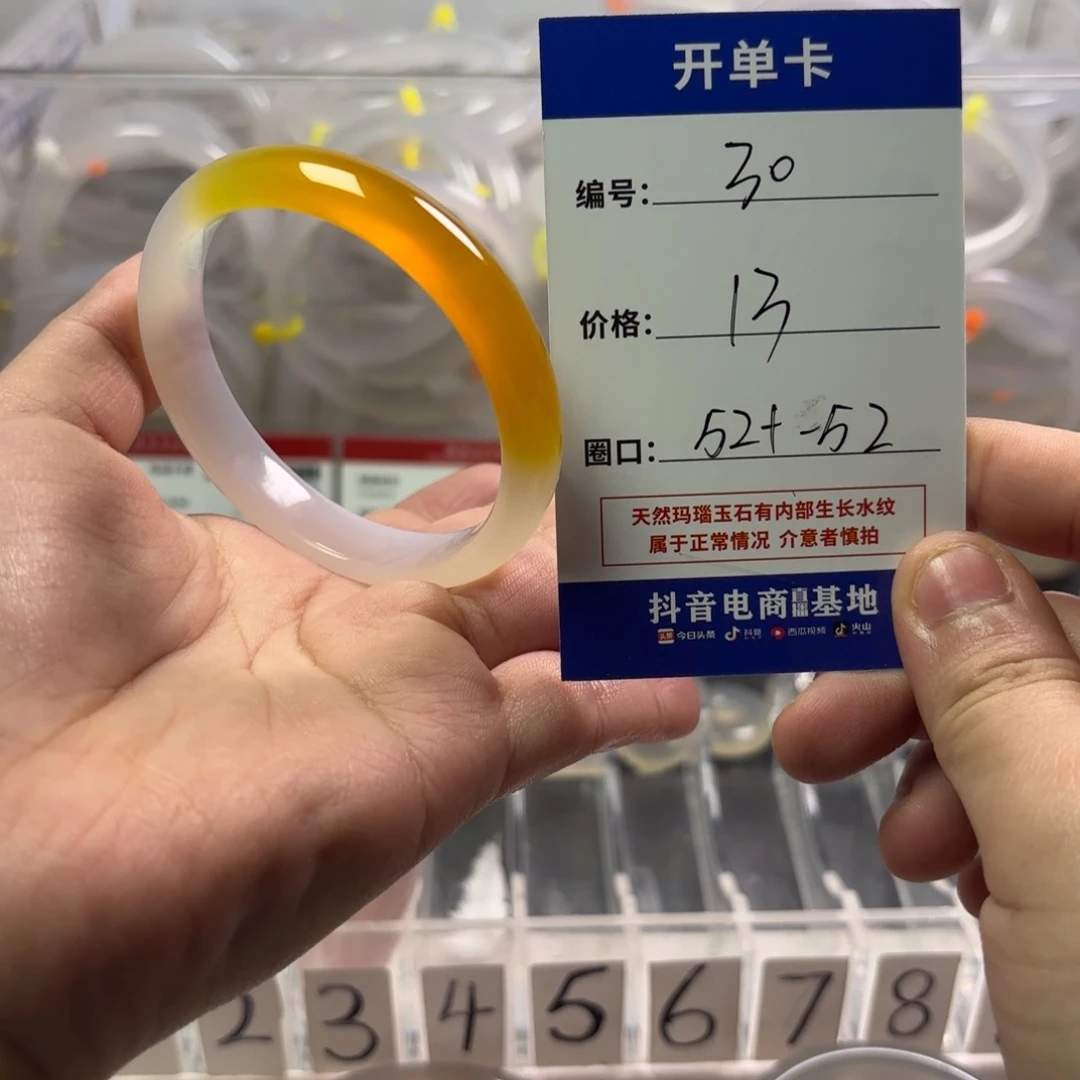 开单卡
编号： 30
价格： 13
圈口： 52+ -52
天然玛瑙玉石有内部生长水纹
属于正常情况 介意者慎拍
抖音电商直播基地
头条 今日头条 抖音 西瓜视频 火山
2 3 4 5 6 7 8